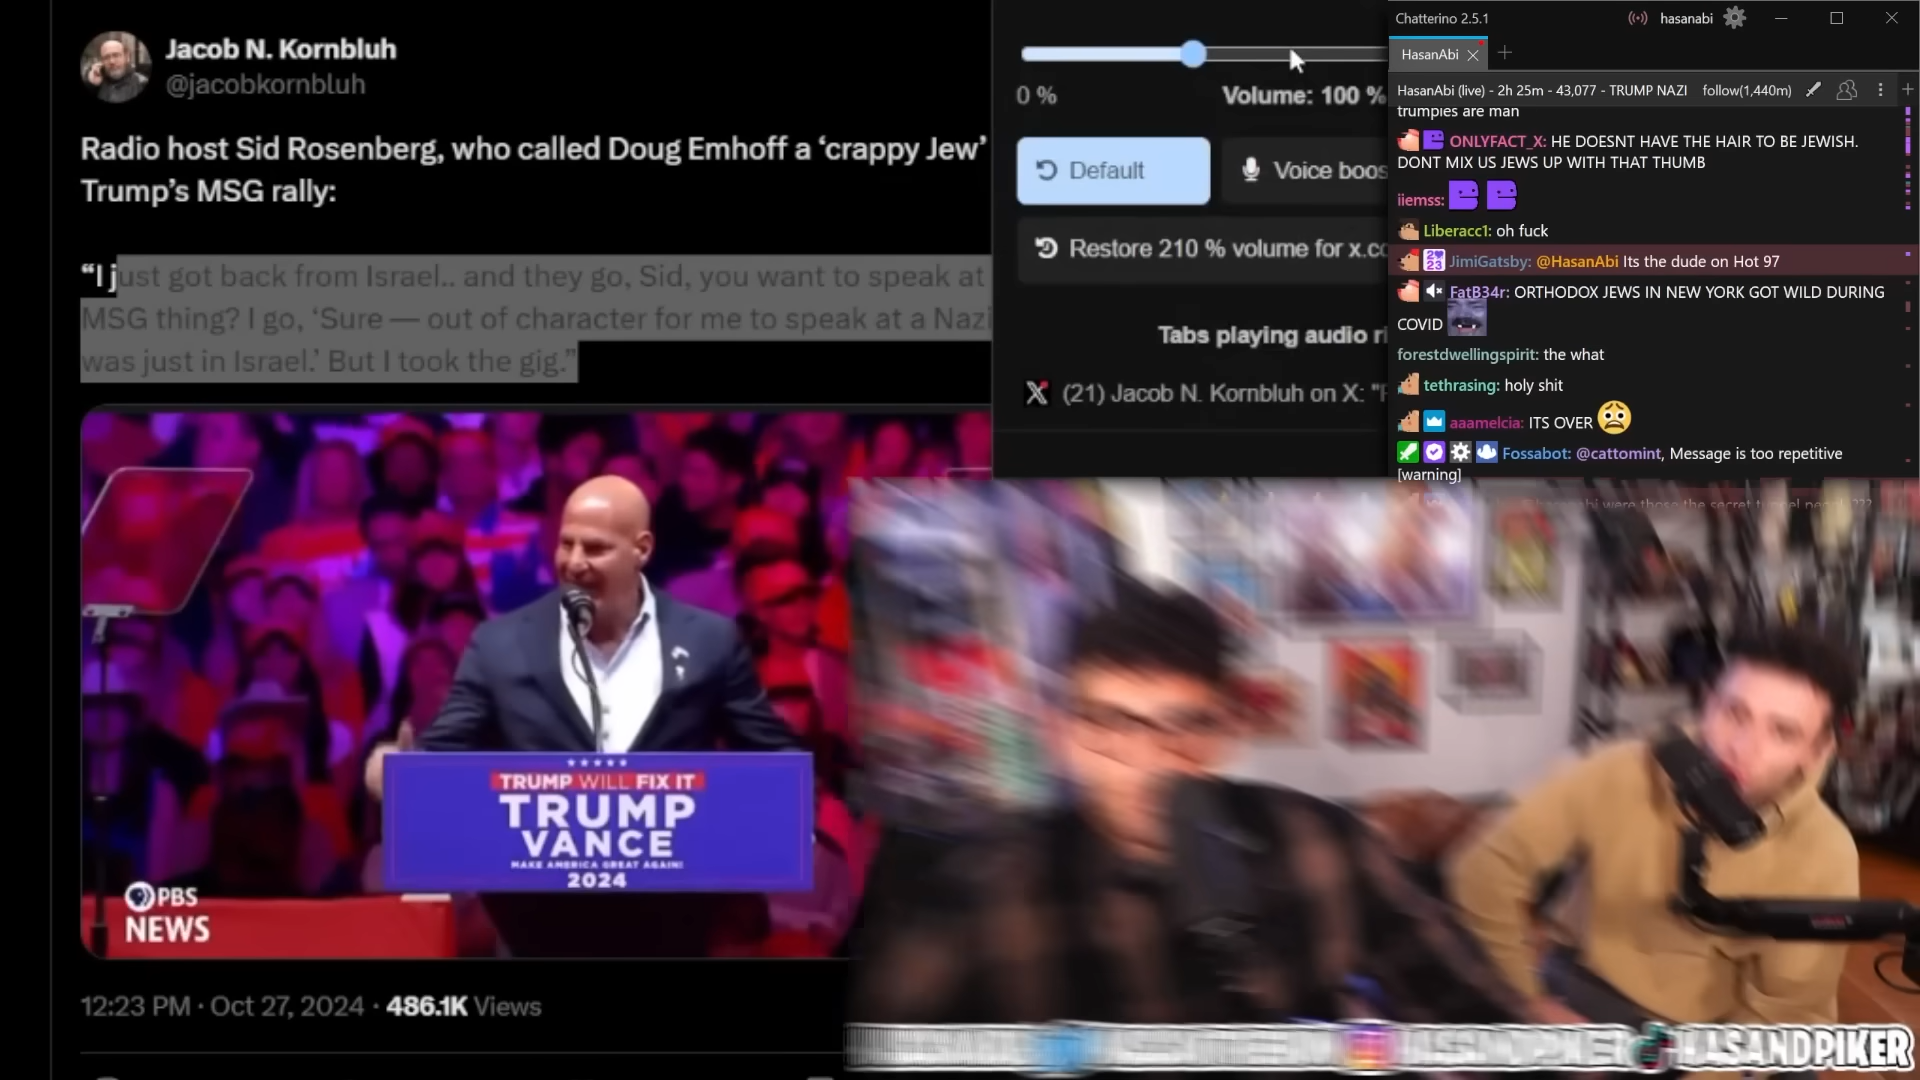 Jacob N. Kornbluh
@jacobkornbluh
Radio host Sid Rosenberg, who called Doug Emhoff a ‘crappy Jew’
Trump’s MSG rally:
“I just got back from Israel.. and they go, Sid, you want to speak at
MSG thing? I go, ‘Sure — out of character for me to speak at a Nazi
was just in Israel.’ But I took the gig.”
TRUMP WILL FIX IT
TRUMP
VANCE
MAKE AMERICA GREAT AGAIN!
2024
PBS
NEWS
12:23 PM · Oct 27, 2024 · 486.1K Views
0 %
Volume: 100 %
Default
Voice boos
Restore 210 % volume for x.co
Tabs playing audio ri
(21) Jacob N. Kornbluh on X: "R
Chatterino 2.5.1
hasanabi
HasanAbi
HasanAbi (live) - 2h 25m - 43,077 - TRUMP NAZI
follow(1,440m)
trumpies are man
ONLYFACT_X: HE DOESNT HAVE THE HAIR TO BE JEWISH.
DONT MIX US JEWS UP WITH THAT THUMB
iiemss:
Liberacc1: oh fuck
JimiGatsby: @HasanAbi Its the dude on Hot 97
FatB34r: ORTHODOX JEWS IN NEW YORK GOT WILD DURING
COVID
forestdwellingspirit: the what
tethrasing: holy shit
aaamelcia: ITS OVER
Fossabot: @cattomint, Message is too repetitive
[warning]
were those the secret tunnel people ???
HASANDPIKER